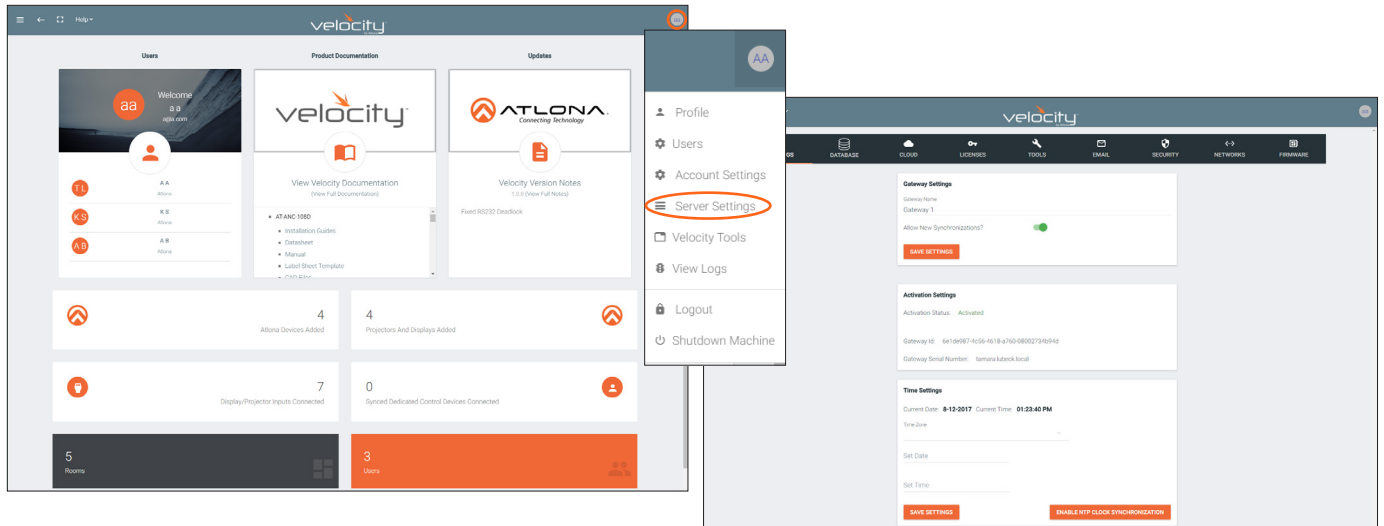 Help
velocity
aa
Users
Product Documentation
Updates
aa
Welcome
a a
a@a.com
TL
A A
Atlona
KS
K S
Atlona
AB
A B
Atlona
velocity
View Velocity Documentation
(View Full Documentation)
AT-ANC-108D
Installation Guides
Datasheet
Manual
Label Sheet Template
CAD Files
ATLONA.
Connecting Technology
Velocity Version Notes
1.0.0 (View Full Notes)
Fixed RS232 Deadlock
4
Atlona Devices Added
4
Projectors And Displays Added
7
Display/Projector Inputs Connected
0
Synced Dedicated Control Devices Connected
5
Rooms
3
Users
AA
Profile
Users
Account Settings
Server Settings
Velocity Tools
View Logs
Logout
Shutdown Machine
velocity
GS
DATABASE
CLOUD
LICENSES
TOOLS
EMAIL
SECURITY
NETWORKS
FIRMWARE
Gateway Settings
Gateway Name
Gateway 1
Allow New Synchronizations?
SAVE SETTINGS
Activation Settings
Activation Status: Activated
Gateway Id: 6e1de987-4c56-4618-a760-08002734b94d
Gateway Serial Number: tamara.lubeck.local
Time Settings
Current Date: 8-12-2017 Current Time: 01:23:40 PM
Time Zone
Set Date
Set Time
SAVE SETTINGS
ENABLE NTP CLOCK SYNCHRONIZATION